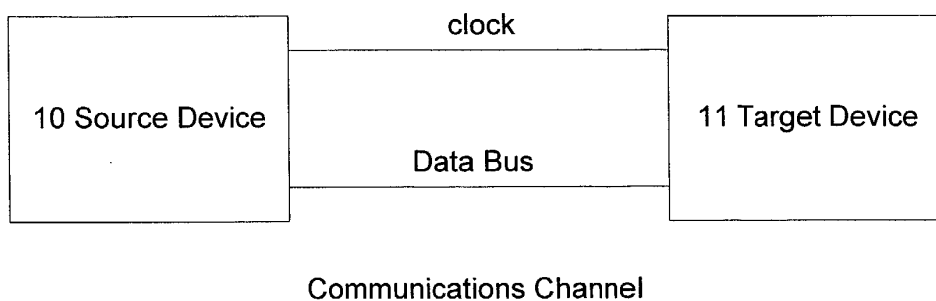 clock
10 Source Device
11 Target Device
Data Bus
Communications Channel